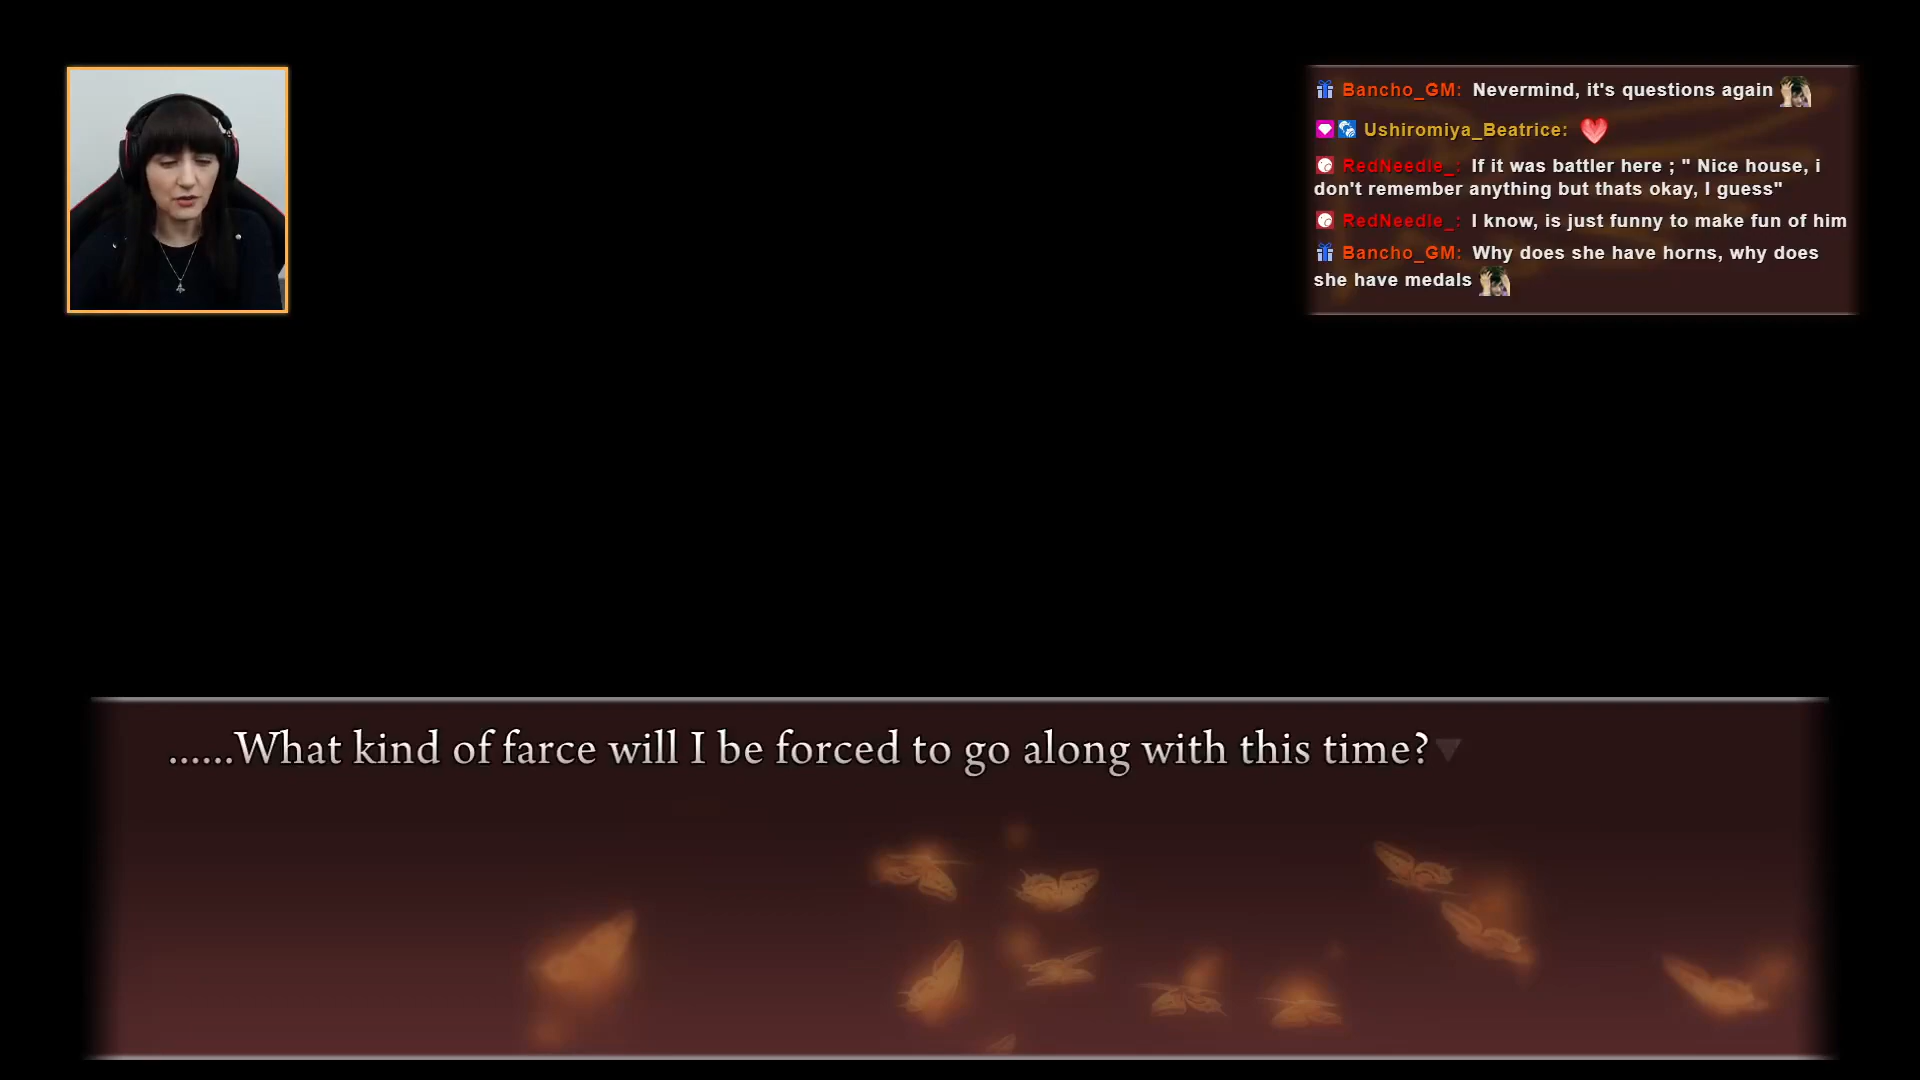 Bancho_GM: Nevermind, it's questions again
Ushiromiya_Beatrice:
RedNeedle_: If it was battler here ; " Nice house, i
don't remember anything but thats okay, I guess"
RedNeedle_: I know, is just funny to make fun of him
Bancho_GM: Why does she have horns, why does
she have medals
......What kind of farce will I be forced to go along with this time?